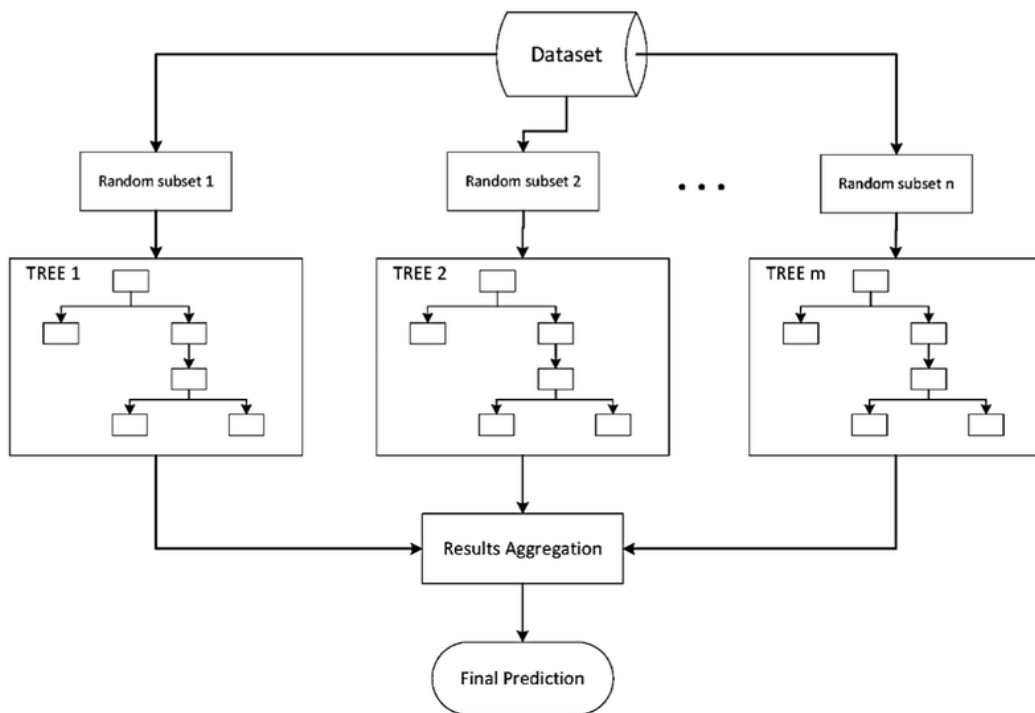 Dataset
Random subset 1
Random subset 2
• • •
Random subset n
TREE 1
TREE 2
TREE m
Results Aggregation
Final Prediction